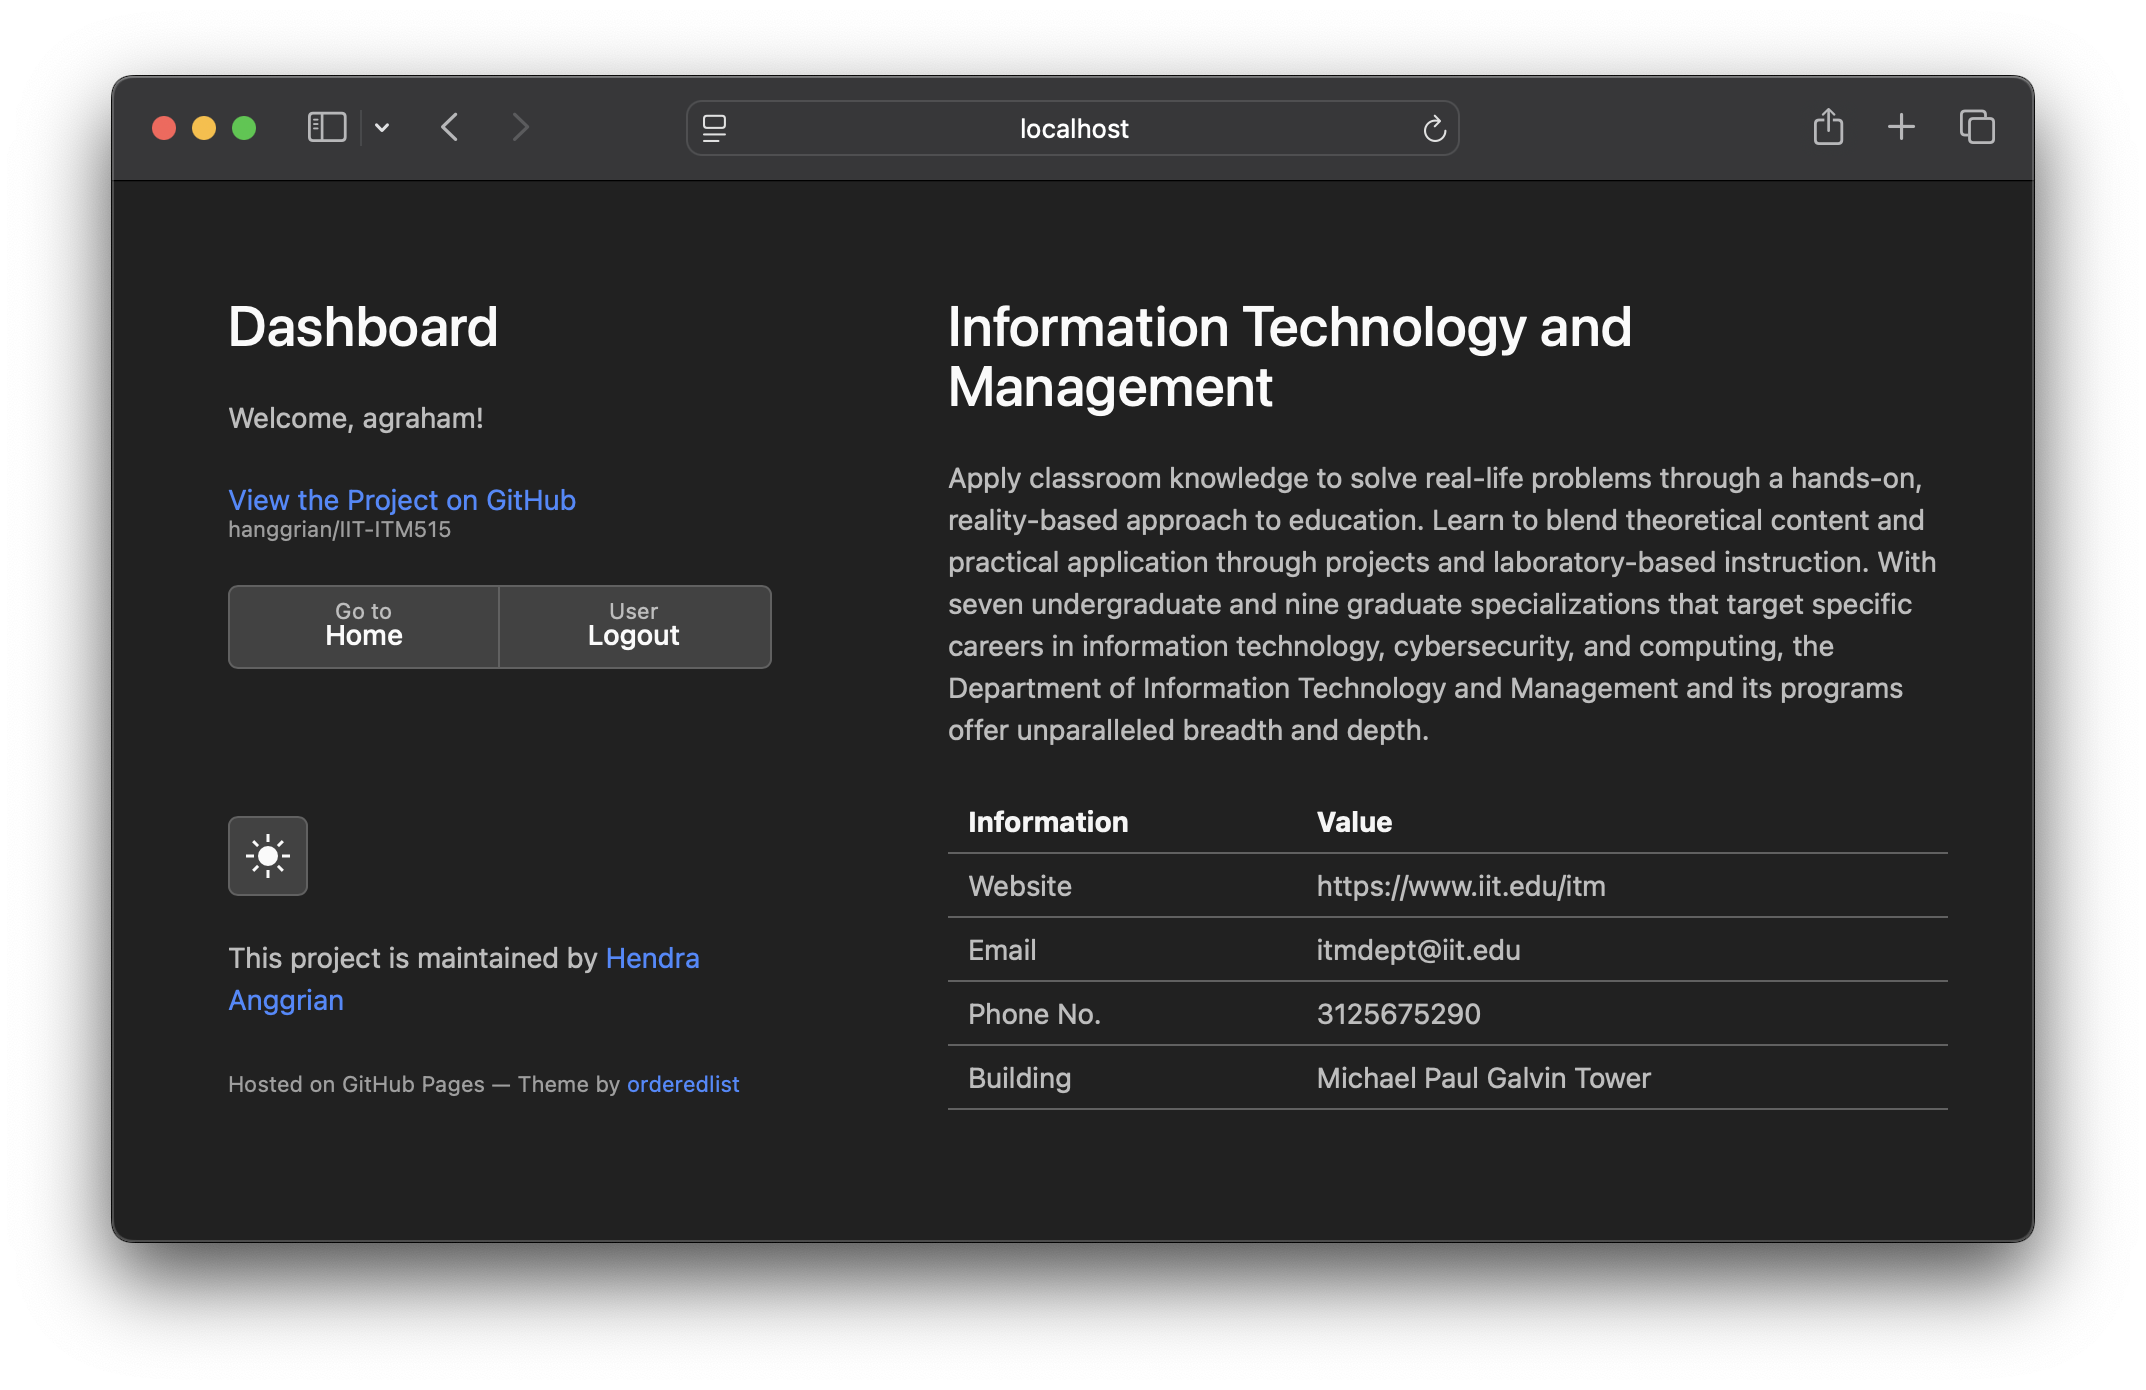 localhost
Dashboard
Welcome, agraham!
View the Project on GitHub
hanggrian/IIT-ITM515
Go to
Home
User
Logout
This project is maintained by Hendra
Anggrian
Hosted on GitHub Pages — Theme by orderedlist
Information Technology and
Management
Apply classroom knowledge to solve real-life problems through a hands-on,
reality-based approach to education. Learn to blend theoretical content and
practical application through projects and laboratory-based instruction. With
seven undergraduate and nine graduate specializations that target specific
careers in information technology, cybersecurity, and computing, the
Department of Information Technology and Management and its programs
offer unparalleled breadth and depth.
Information Value
Website https://www.iit.edu/itm
Email itmdept@iit.edu
Phone No. 3125675290
Building Michael Paul Galvin Tower